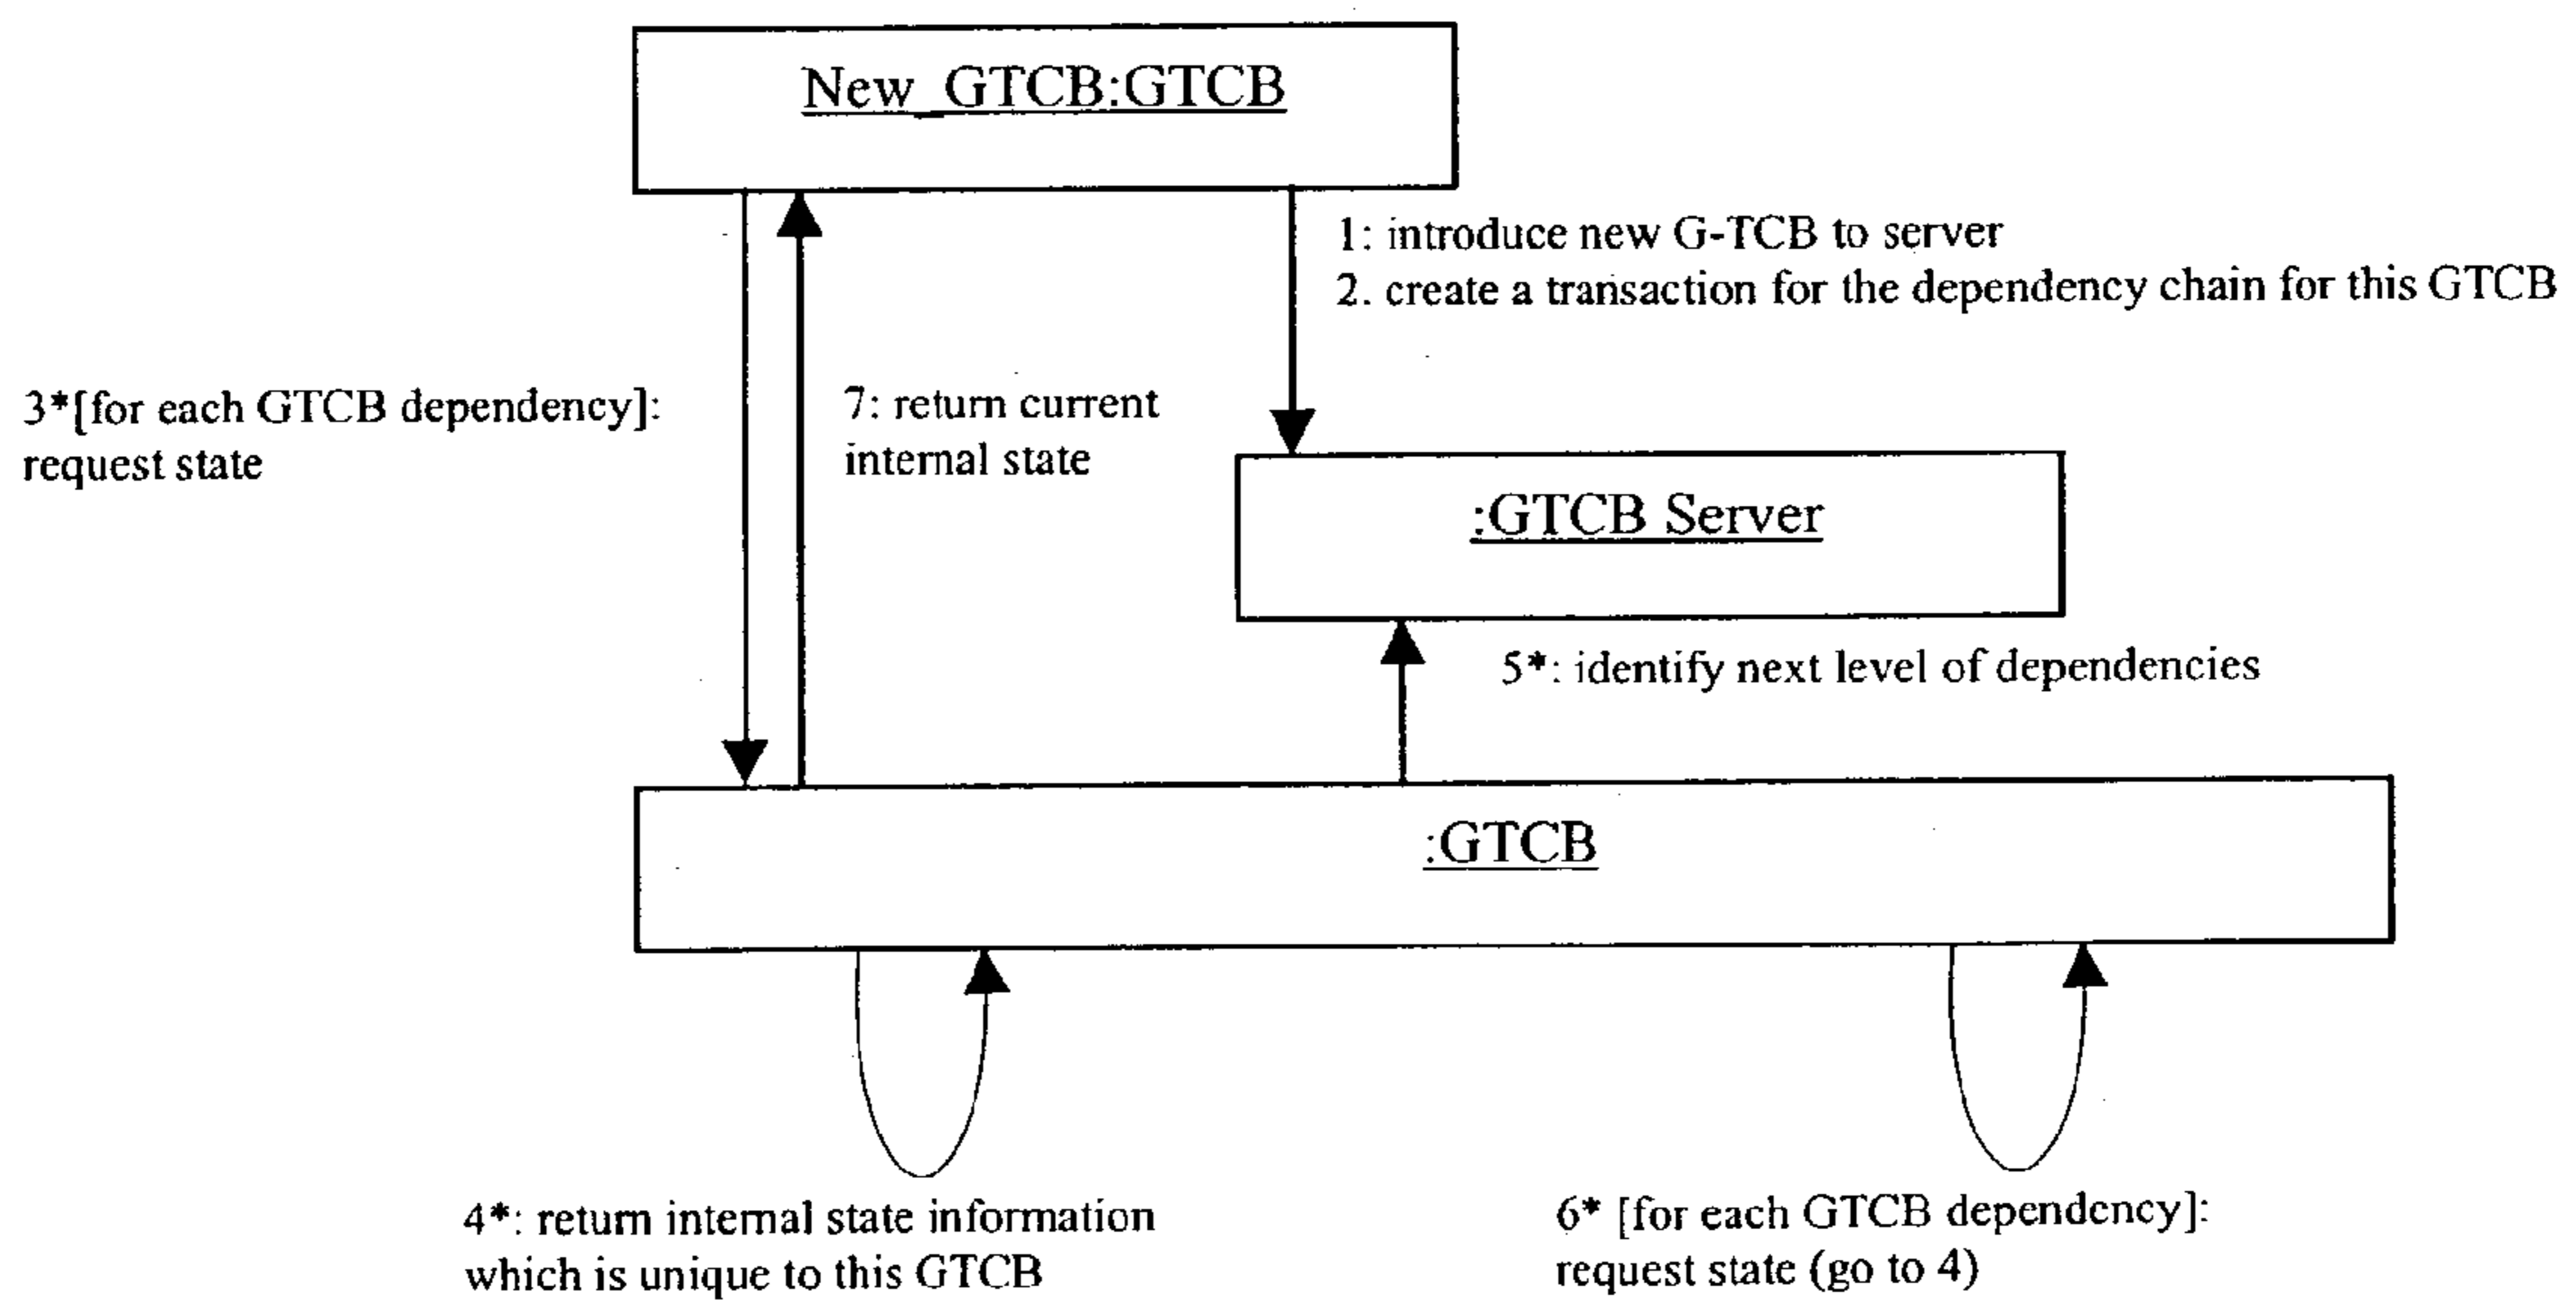 New_GTCB:GTCB
1: introduce new G-TCB to server
2. create a transaction for the dependency chain for this GTCB
3*[for each GTCB dependency]:
request state
7: return current
internal state
:GTCB Server
5*: identify next level of dependencies
:GTCB
4*: return internal state information
which is unique to this GTCB
6* [for each GTCB dependency]:
request state (go to 4)